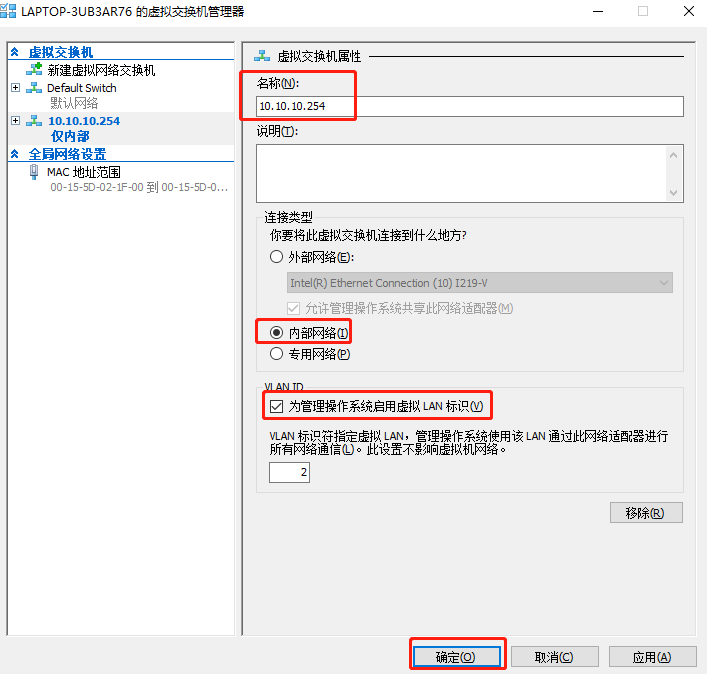 LAPTOP-3UB3AR76 的虚拟交换机管理器
虚拟交换机
新建虚拟网络交换机
Default Switch
默认网络
10.10.10.254
仅内部
全局网络设置
MAC 地址范围
00-15-5D-02-1F-00 到 00-15-5D-0...
虚拟交换机属性
名称(N):
10.10.10.254
说明(T):
连接类型
你要将此虚拟交换机连接到什么地方?
外部网络(E):
Intel(R) Ethernet Connection (10) I219-V
允许管理操作系统共享此网络适配器(M)
内部网络(I)
专用网络(P)
VLAN ID
为管理操作系统启用虚拟 LAN 标识(V)
VLAN 标识符指定虚拟 LAN，管理操作系统使用该 LAN 通过此网络适配器进行
所有网络通信(L)。此设置不影响虚拟机网络。
2
移除(R)
确定(O)
取消(C)
应用(A)